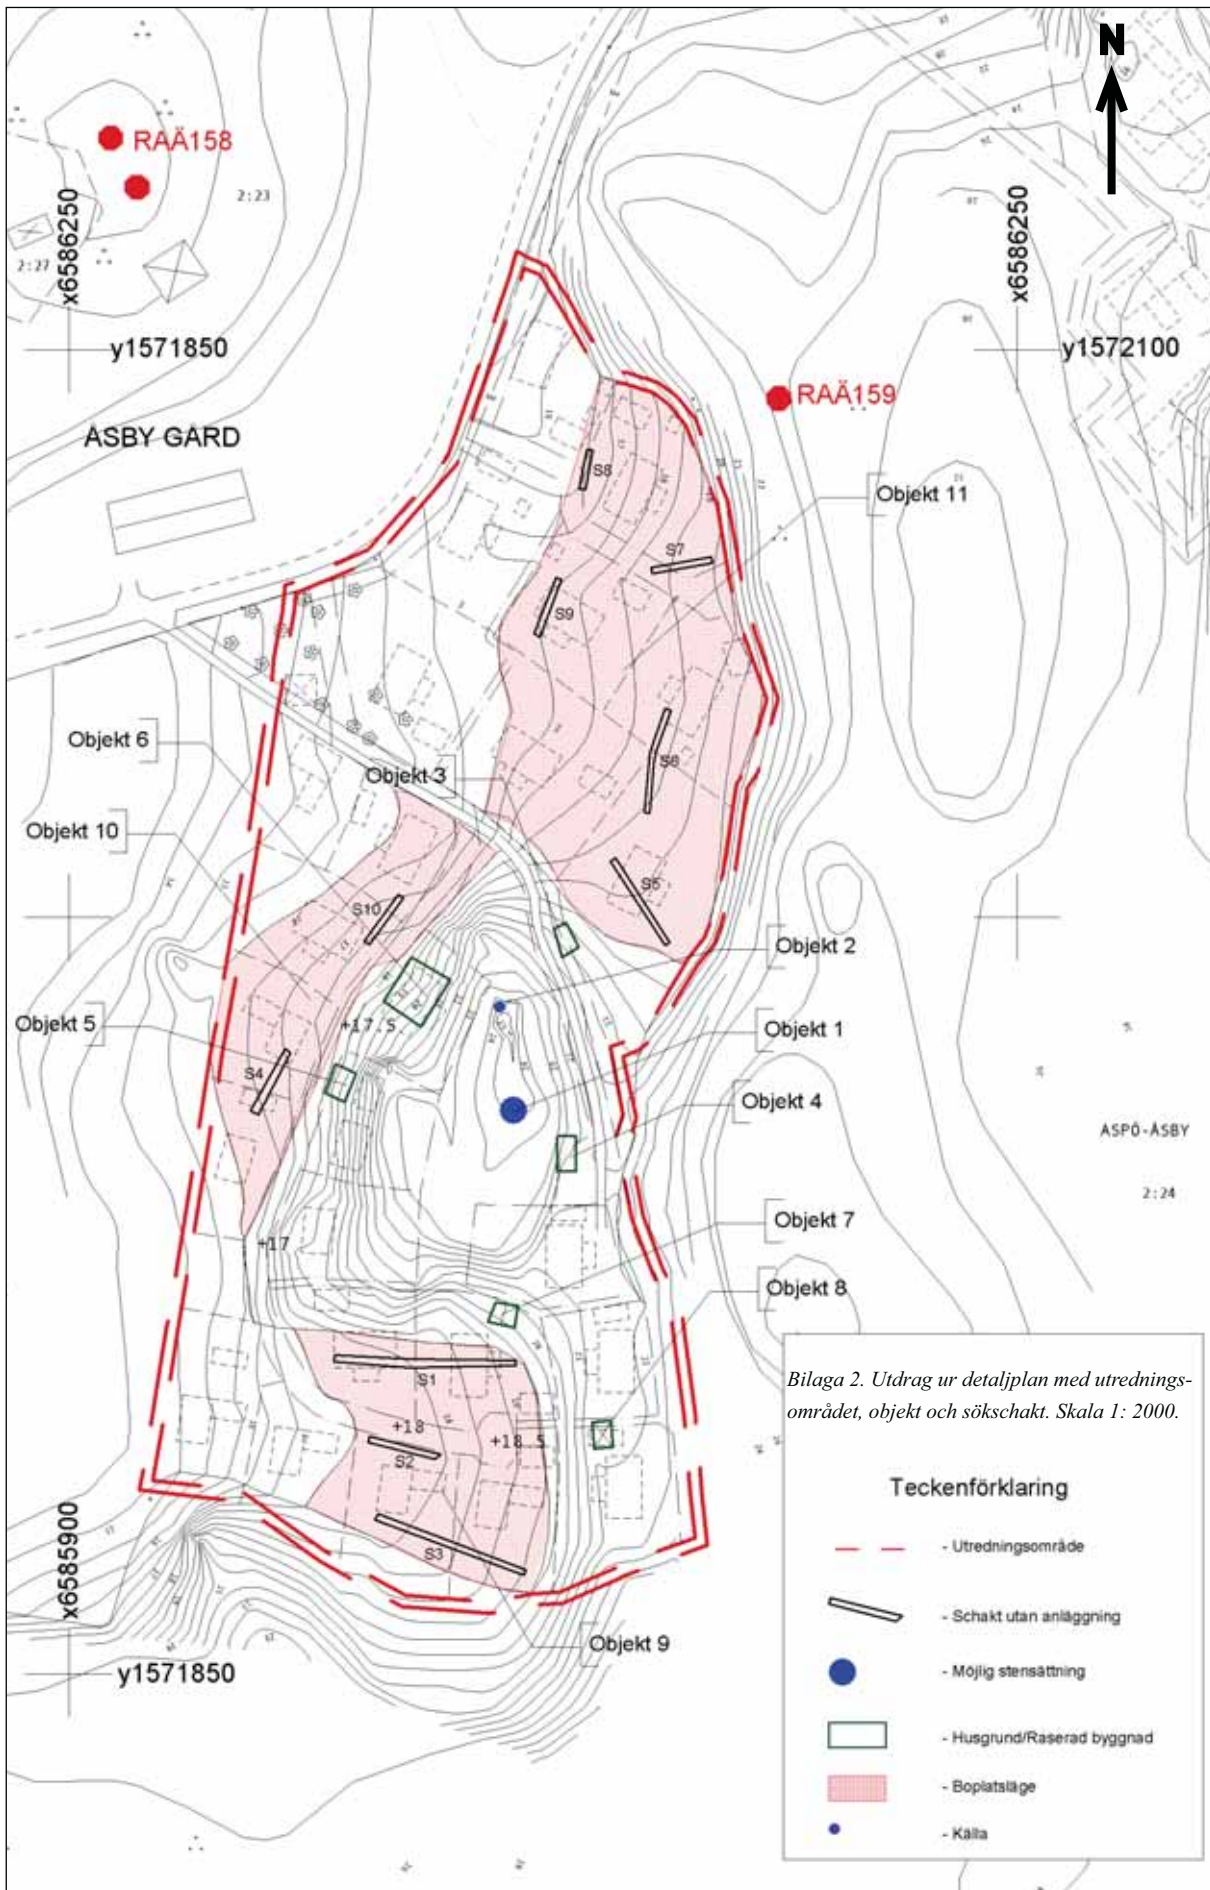 N
RAÄ158
2:23
2:27
x6586250
x6586250
y1571850
y1572100
RAÄ159
ÅSBY GÅRD
S8
Objekt 11
S7
S9
Objekt 6
S6
Objekt 3
Objekt 10
S5
S10
Objekt 2
Objekt 5
+17.5
Objekt 1
S4
Objekt 4
ASPÖ-ÅSBY
2:24
Objekt 7
+17
Objekt 8
S1
Bilaga 2. Utdrag ur detaljplan med utrednings-
området, objekt och sökschakt. Skala 1: 2000.
+18
+18.5
S2
Teckenförklaring
x6585900
S3
- Utredningsområde
- Schakt utan anläggning
Objekt 9
y1571850
- Möjlig stensättning
- Husgrund/Raserad byggnad
- Boplatsläge
- Källa